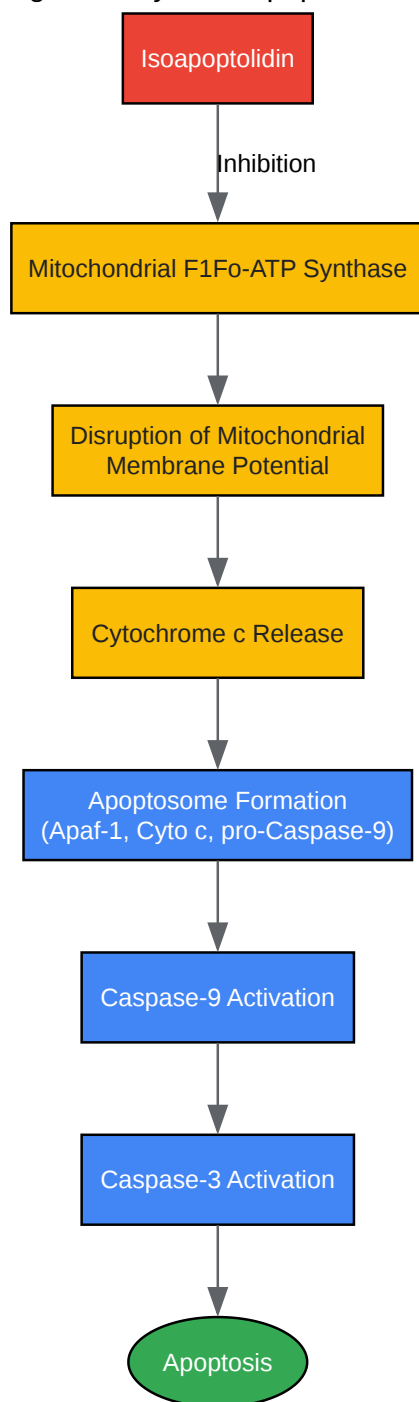 Isoapoptolidin
Inhibition
Mitochondrial F1Fo-ATP Synthase
Disruption of Mitochondrial
Membrane Potential
Cytochrome c Release
Apoptosome Formation
(Apaf-1, Cyto c, pro-Caspase-9)
Caspase-9 Activation
Caspase-3 Activation
Apoptosis